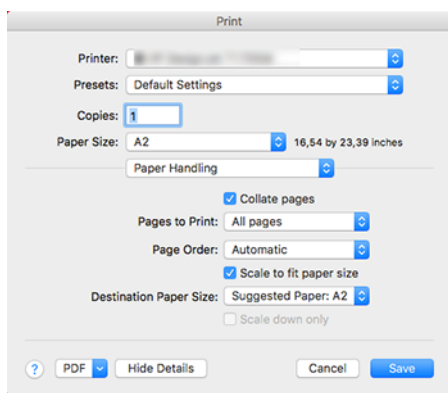 Print
Printer:
Presets: Default Settings
Copies: 1
Paper Size: A2 16,54 by 23,39 inches
Paper Handling
Collate pages
Pages to Print: All pages
Page Order: Automatic
Scale to fit paper size
Destination Paper Size: Suggested Paper: A2
Scale down only
? PDF Hide Details Cancel Save